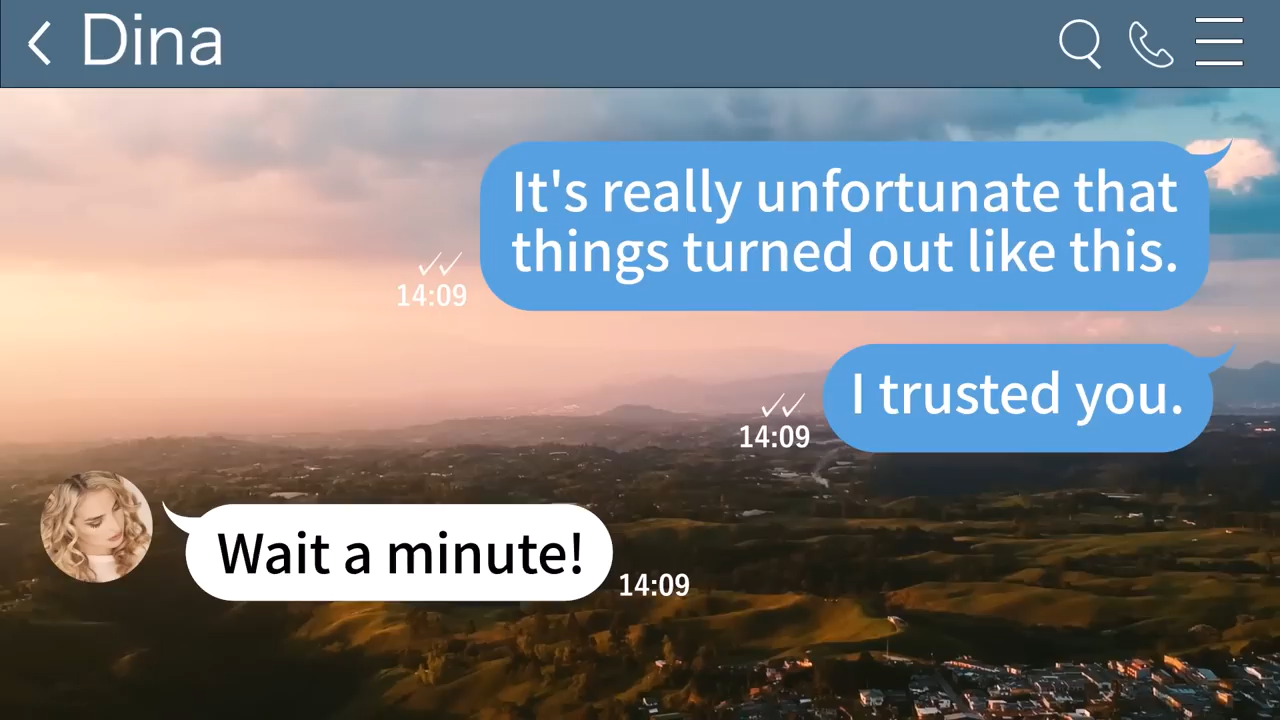 Dina
It's really unfortunate that
things turned out like this.
14:09
I trusted you.
14:09
Wait a minute!
14:09